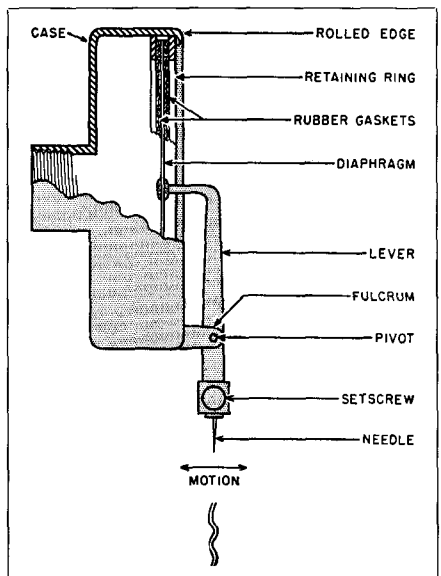 CASE
ROLLED EDGE
RETAINING RING
RUBBER GASKETS
DIAPHRAGM
LEVER
FULCRUM
PIVOT
SETSCREW
NEEDLE
MOTION